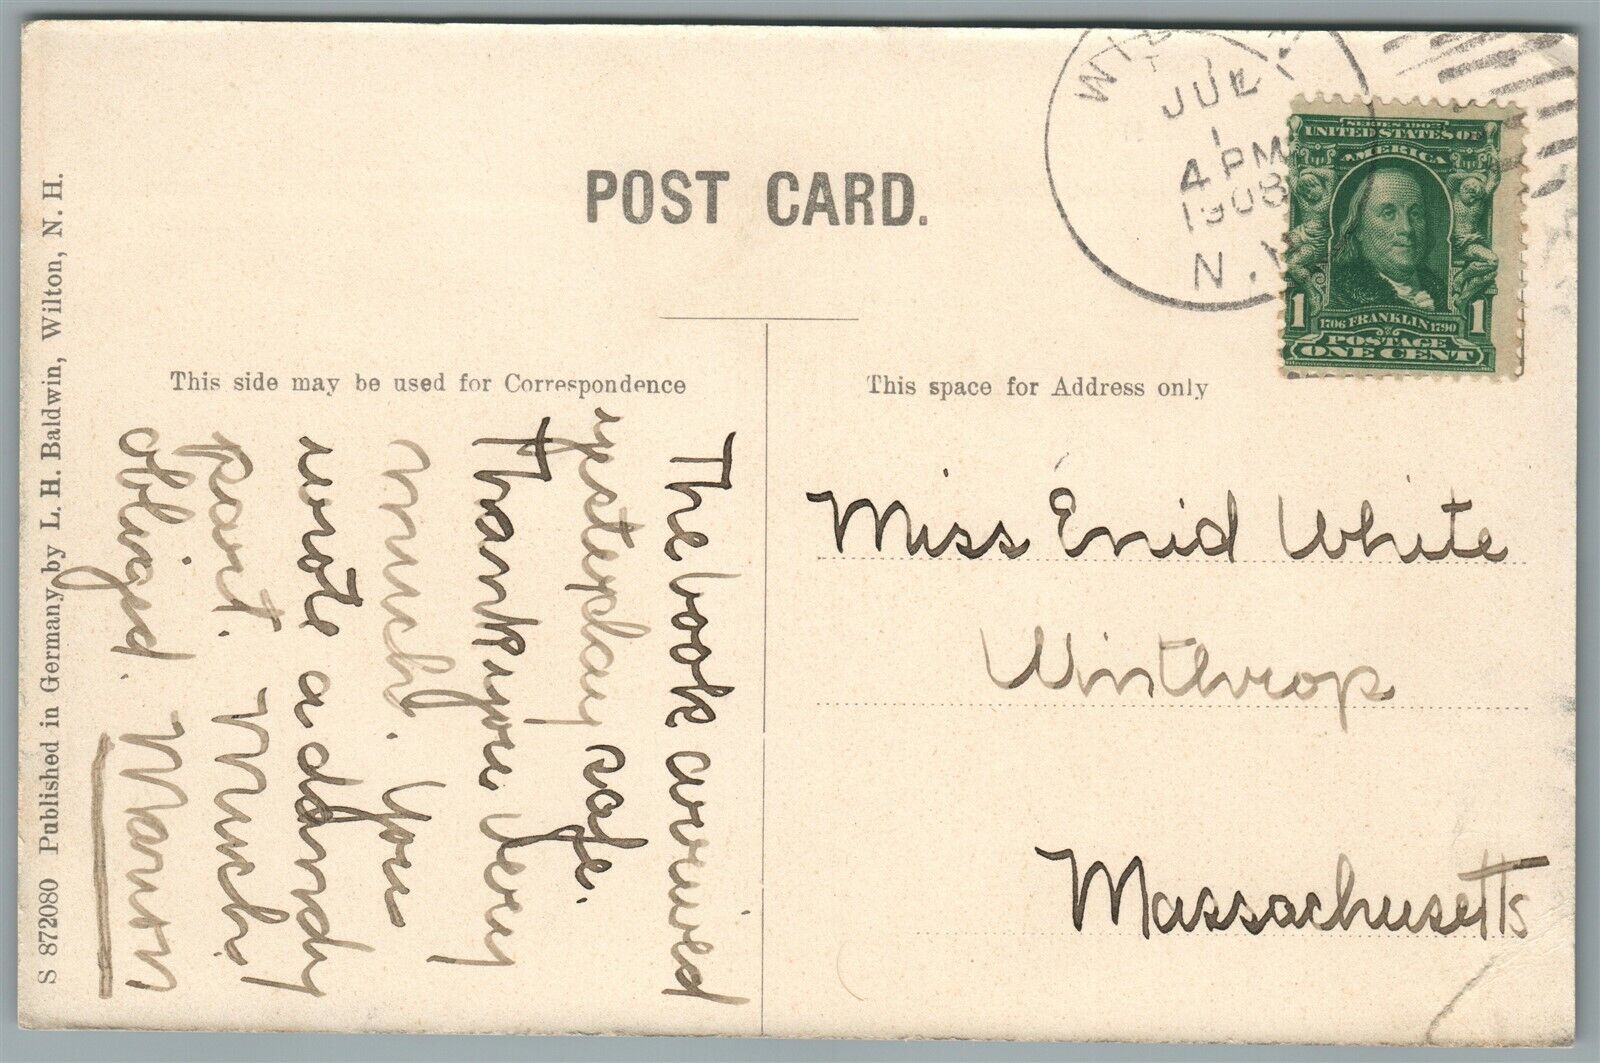 POST CARD.
JUL
1
4 PM
1908
N.Y.
SERIES 1902
UNITED STATES OF
AMERICA
1 1
1706 FRANKLIN 1790
POSTAGE
ONE CENT
This side may be used for Correspondence
This space for Address only
The book arrived
yesterday safe.
Thank you very
much. You
wrote a dandy
part. Much
obliged. Marion
Miss Enid White
Winthrop
Massachusetts
S 872080 Published in Germany by L. H. Baldwin, Wilton, N. H.